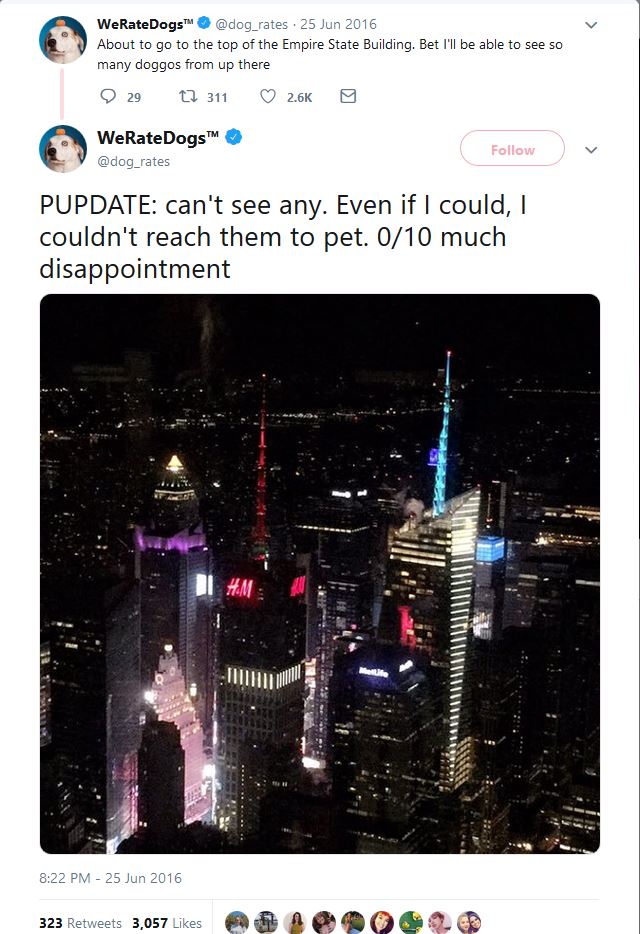 WeRateDogs™ @dog_rates · 25 Jun 2016
About to go to the top of the Empire State Building. Bet I'll be able to see so
many doggos from up there
29 311 2.6K
WeRateDogs™
@dog_rates
Follow
PUPDATE: can't see any. Even if I could, I
couldn't reach them to pet. 0/10 much
disappointment
H&M
MetLife
8:22 PM - 25 Jun 2016
323 Retweets 3,057 Likes